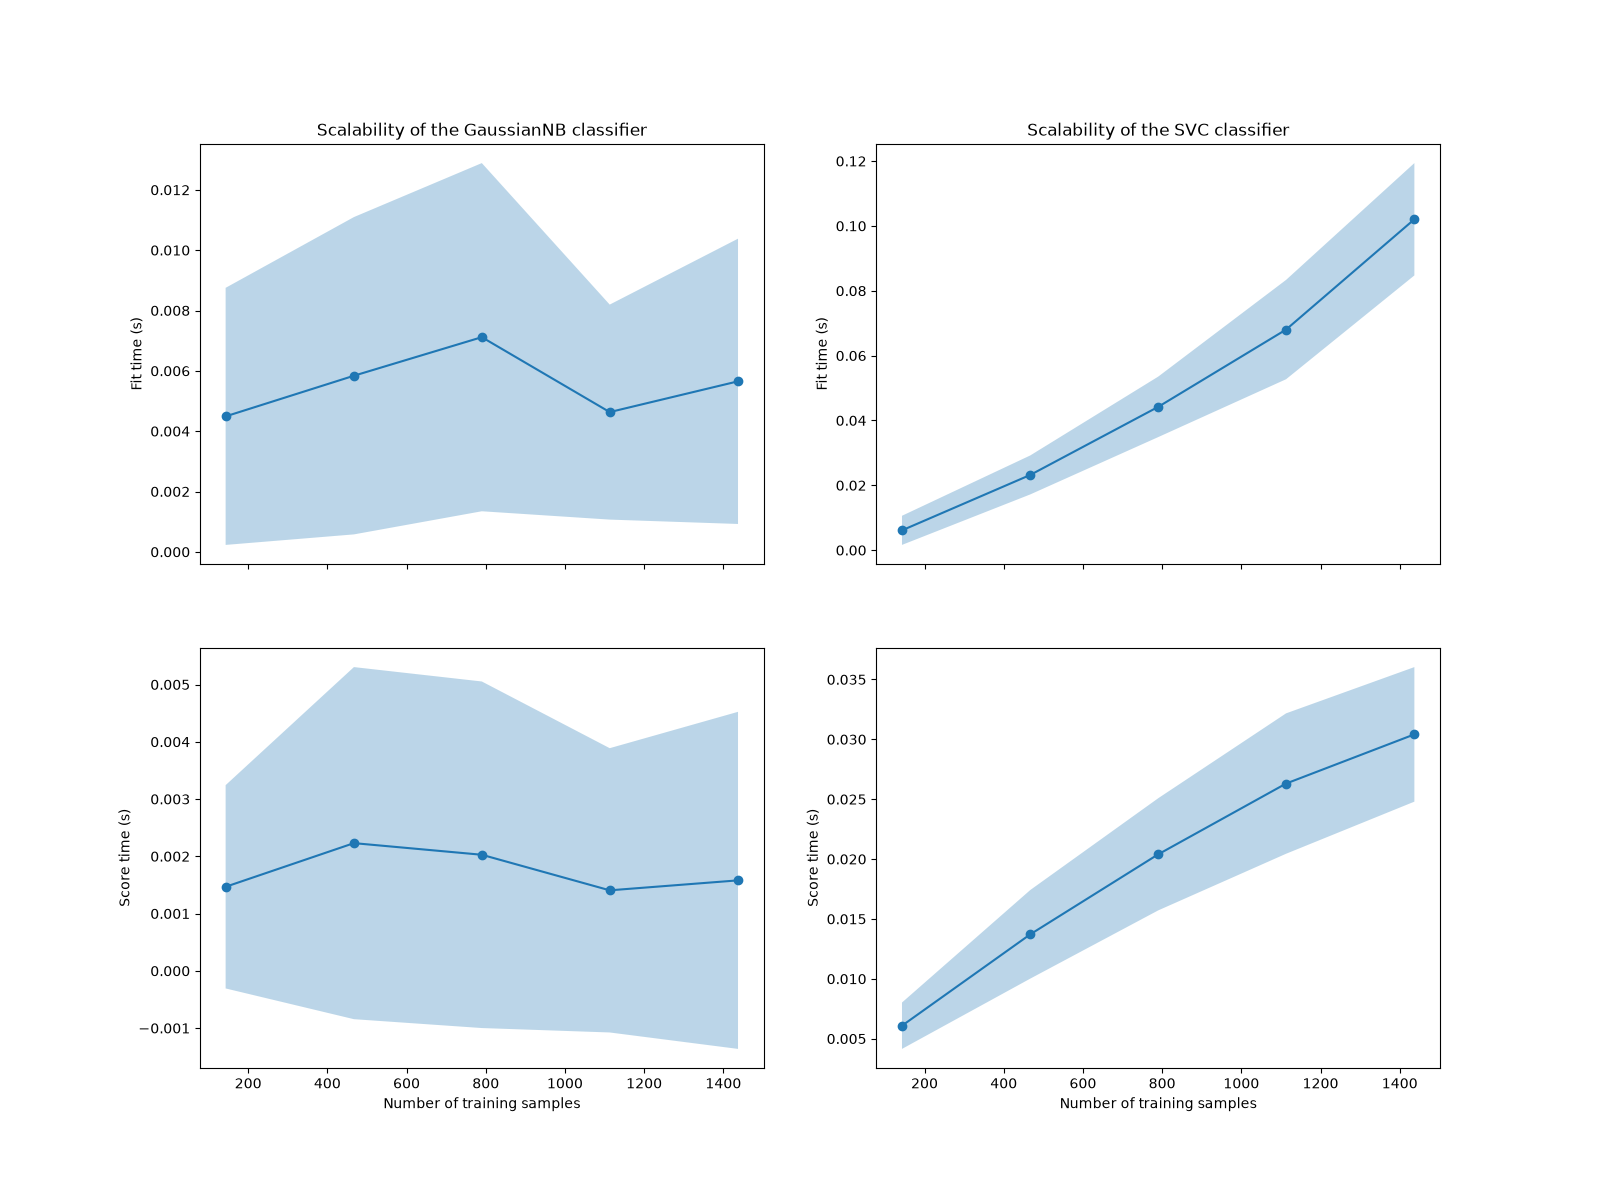 Scalability of the GaussianNB classifier
0.012
0.010
0.008
0.006
0.004
0.002
0.000
Fit time (s)
Scalability of the SVC classifier
0.12
0.10
0.08
0.06
0.04
0.02
0.00
Fit time (s)
0.005
0.004
0.003
0.002
0.001
0.000
−0.001
Score time (s)
200 400 600 800 1000 1200 1400
Number of training samples
0.035
0.030
0.025
0.020
0.015
0.010
0.005
Score time (s)
200 400 600 800 1000 1200 1400
Number of training samples